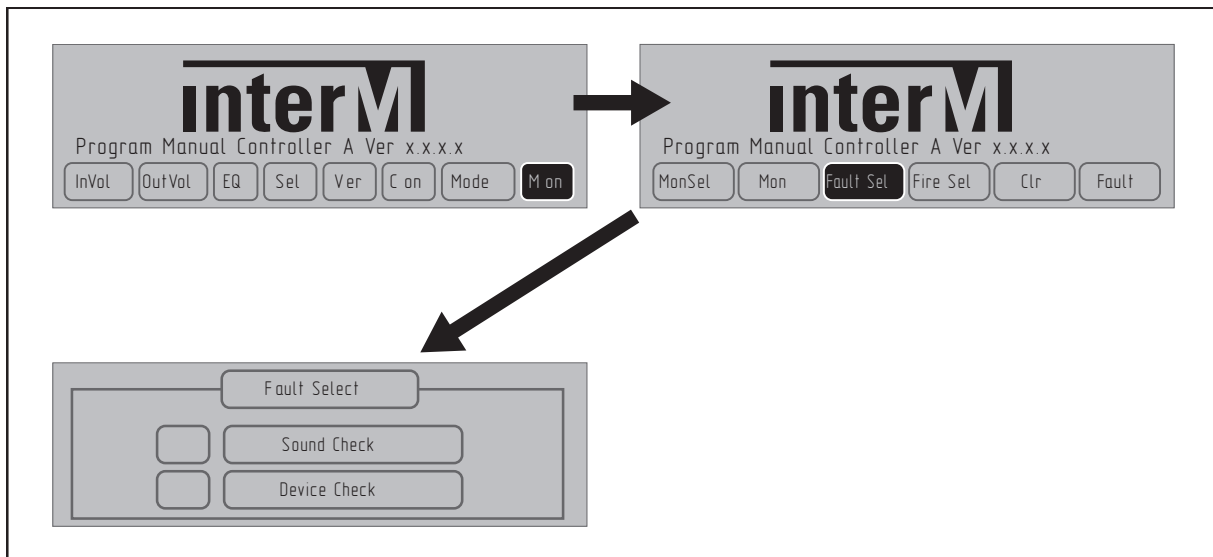 interM
Program Manual Controller A Ver x.x.x.x
InVol OutVol EQ Sel Ver C on Mode M on
interM
Program Manual Controller A Ver x.x.x.x
MonSel Mon Fault Sel Fire Sel Clr Fault
Fault Select
Sound Check
Device Check